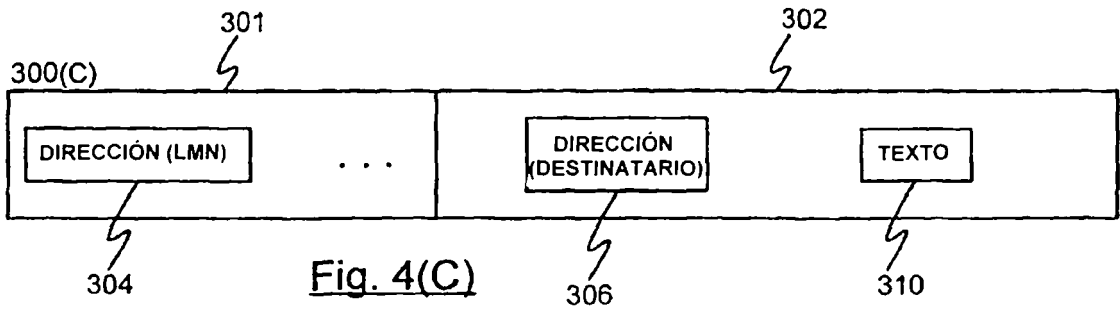 301
302
300(C)
DIRECCIÓN (LMN)
. . .
DIRECCIÓN
(DESTINATARIO)
TEXTO
304
Fig. 4(C)
306
310